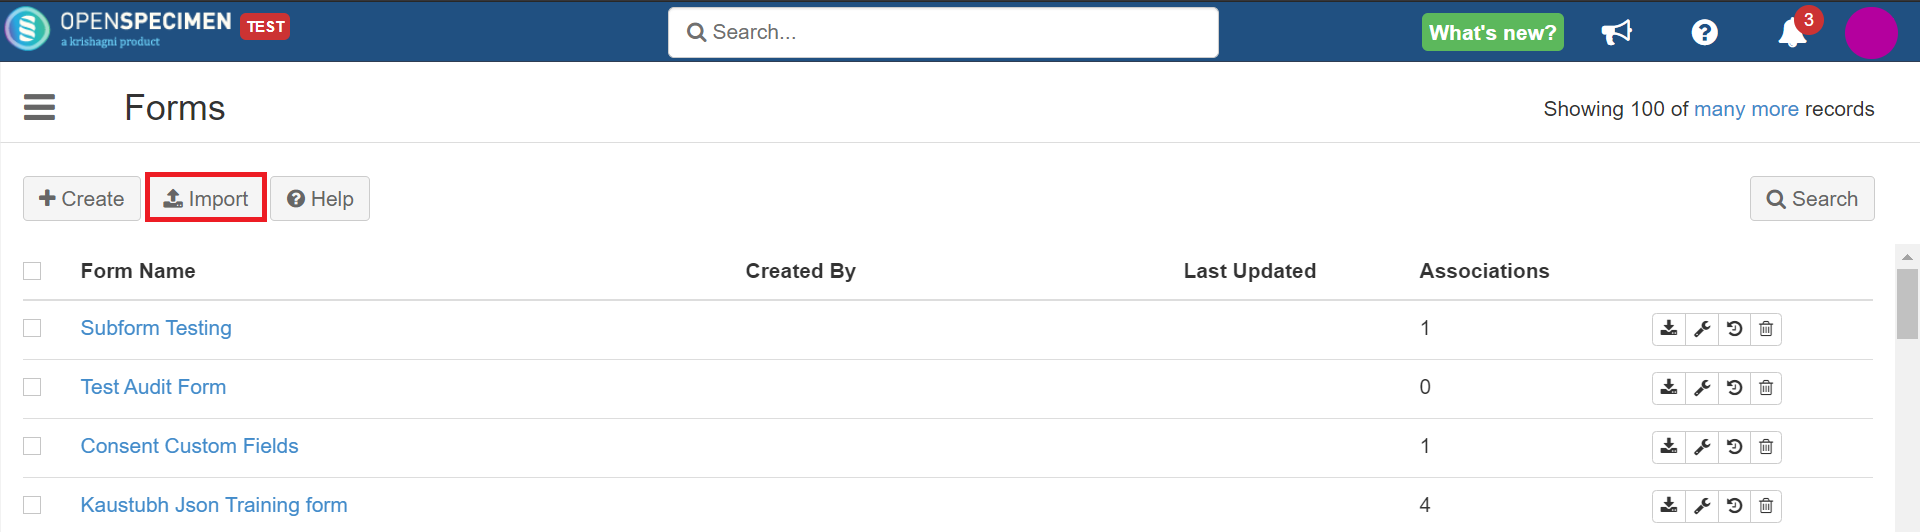 OPENSPECIMEN TEST
a krishagni product
Search...
What's new?
3
Forms
Showing 100 of many more records
Create
Import
Help
Search
Form Name Created By Last Updated Associations
Subform Testing 1
Test Audit Form 0
Consent Custom Fields 1
Kaustubh Json Training form 4